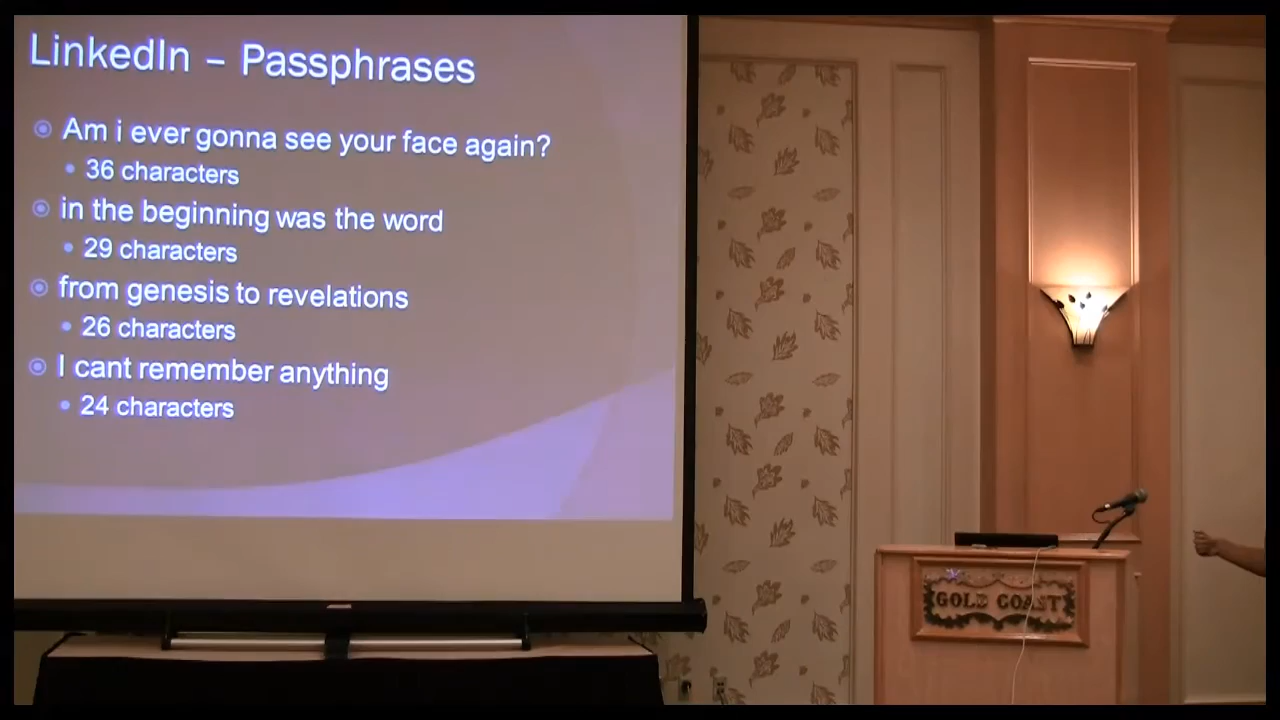 LinkedIn – Passphrases
Am i ever gonna see your face again?
36 characters
in the beginning was the word
29 characters
from genesis to revelations
26 characters
I cant remember anything
24 characters
GOLD COAST